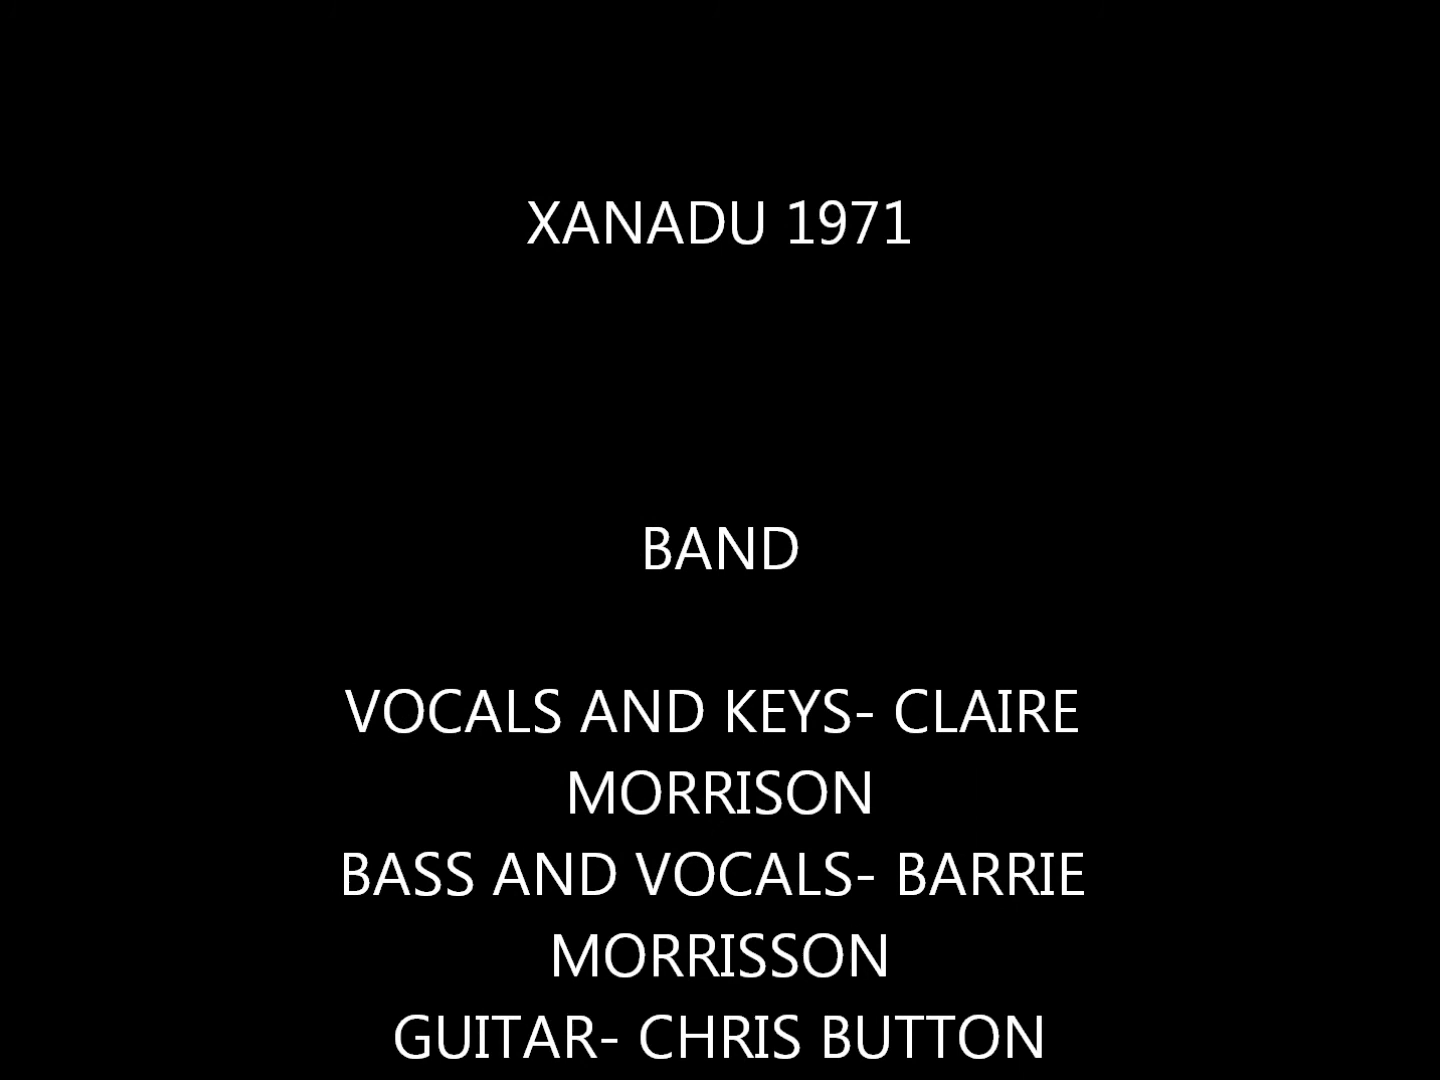 XANADU 1971
BAND
VOCALS AND KEYS- CLAIRE
MORRISON
BASS AND VOCALS- BARRIE
MORRISSON
GUITAR- CHRIS BUTTON